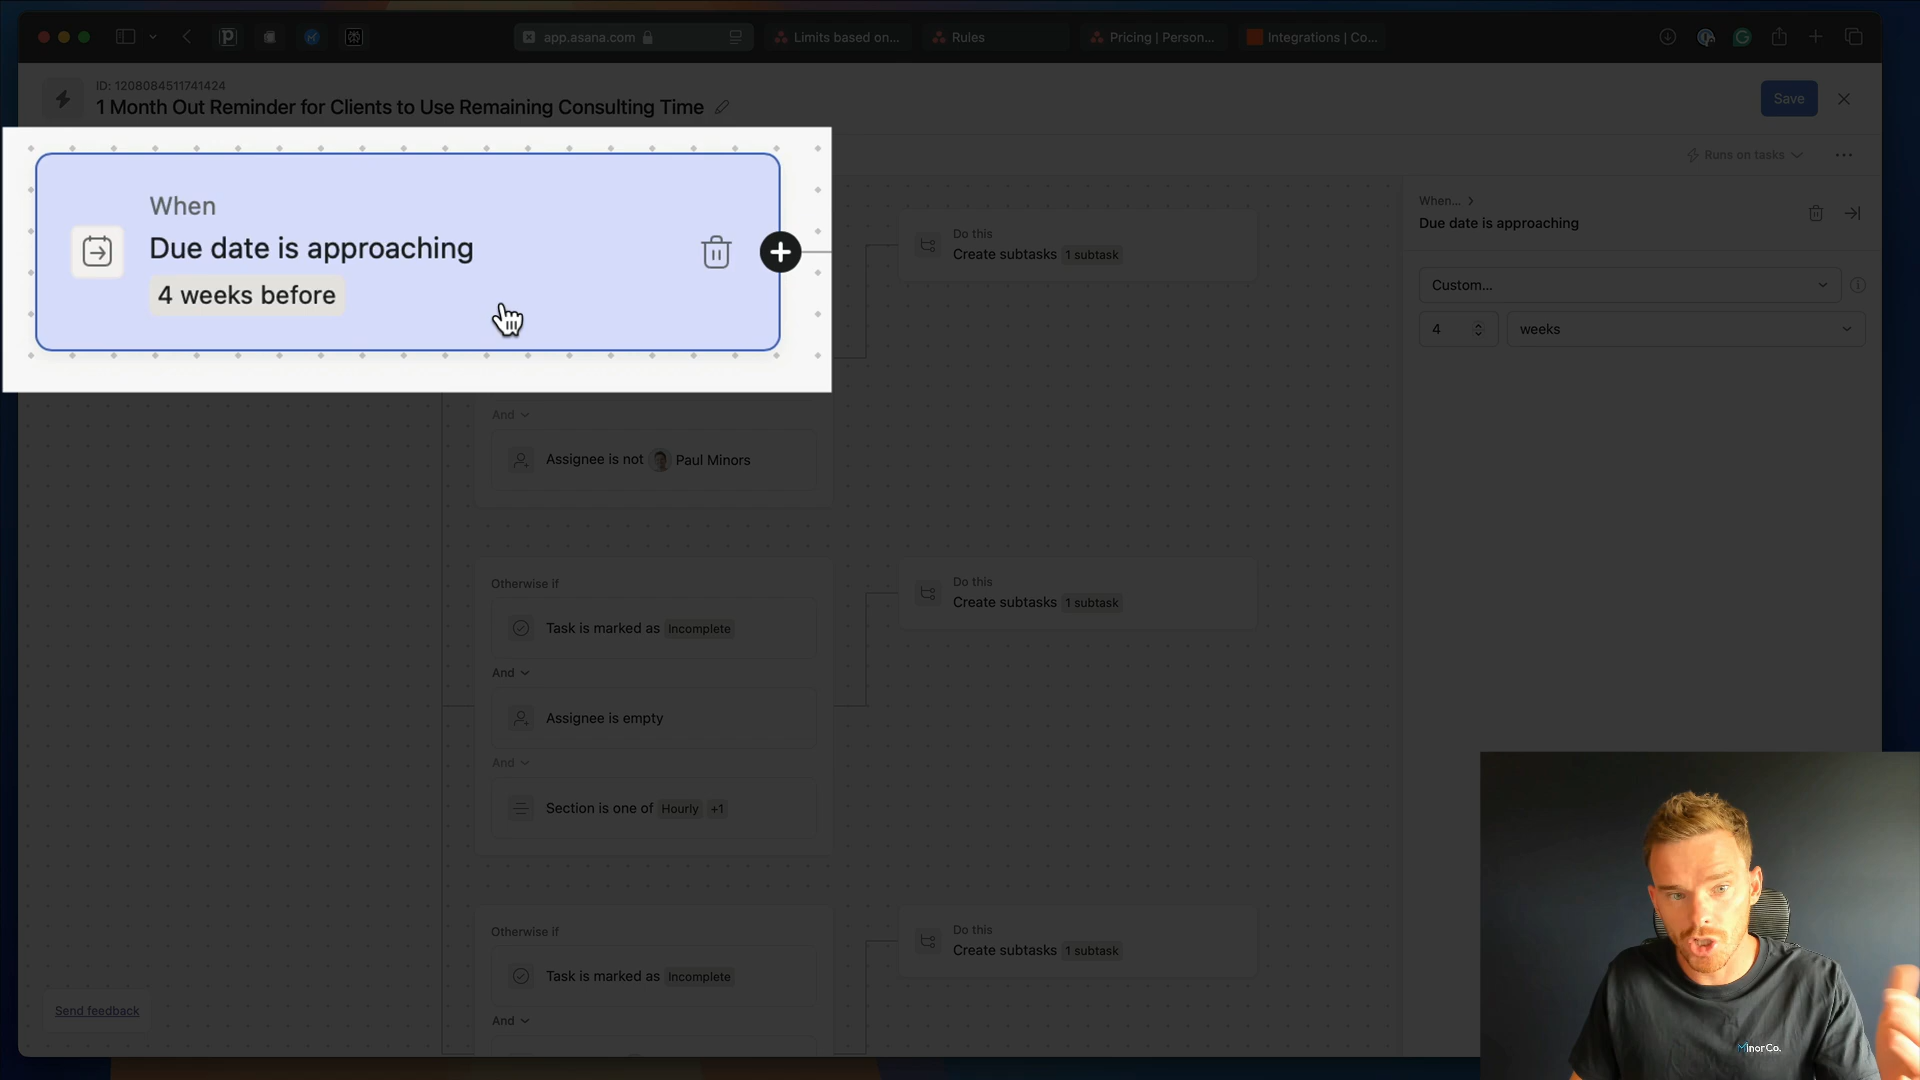 app.asana.com
Limits based on...
Rules
Pricing | Person...
Integrations | Co...
ID: 1208084511741424
1 Month Out Reminder for Clients to Use Remaining Consulting Time
Save
Runs on tasks
When
Due date is approaching
4 weeks before
Do this
Create subtasks 1 subtask
When...
Due date is approaching
Custom...
4
weeks
And
Assignee is not Paul Minors
Otherwise if
Task is marked as Incomplete
And
Assignee is empty
And
Section is one of Hourly +1
Do this
Create subtasks 1 subtask
Otherwise if
Task is marked as Incomplete
And
Do this
Create subtasks 1 subtask
Send feedback
MinorCo.